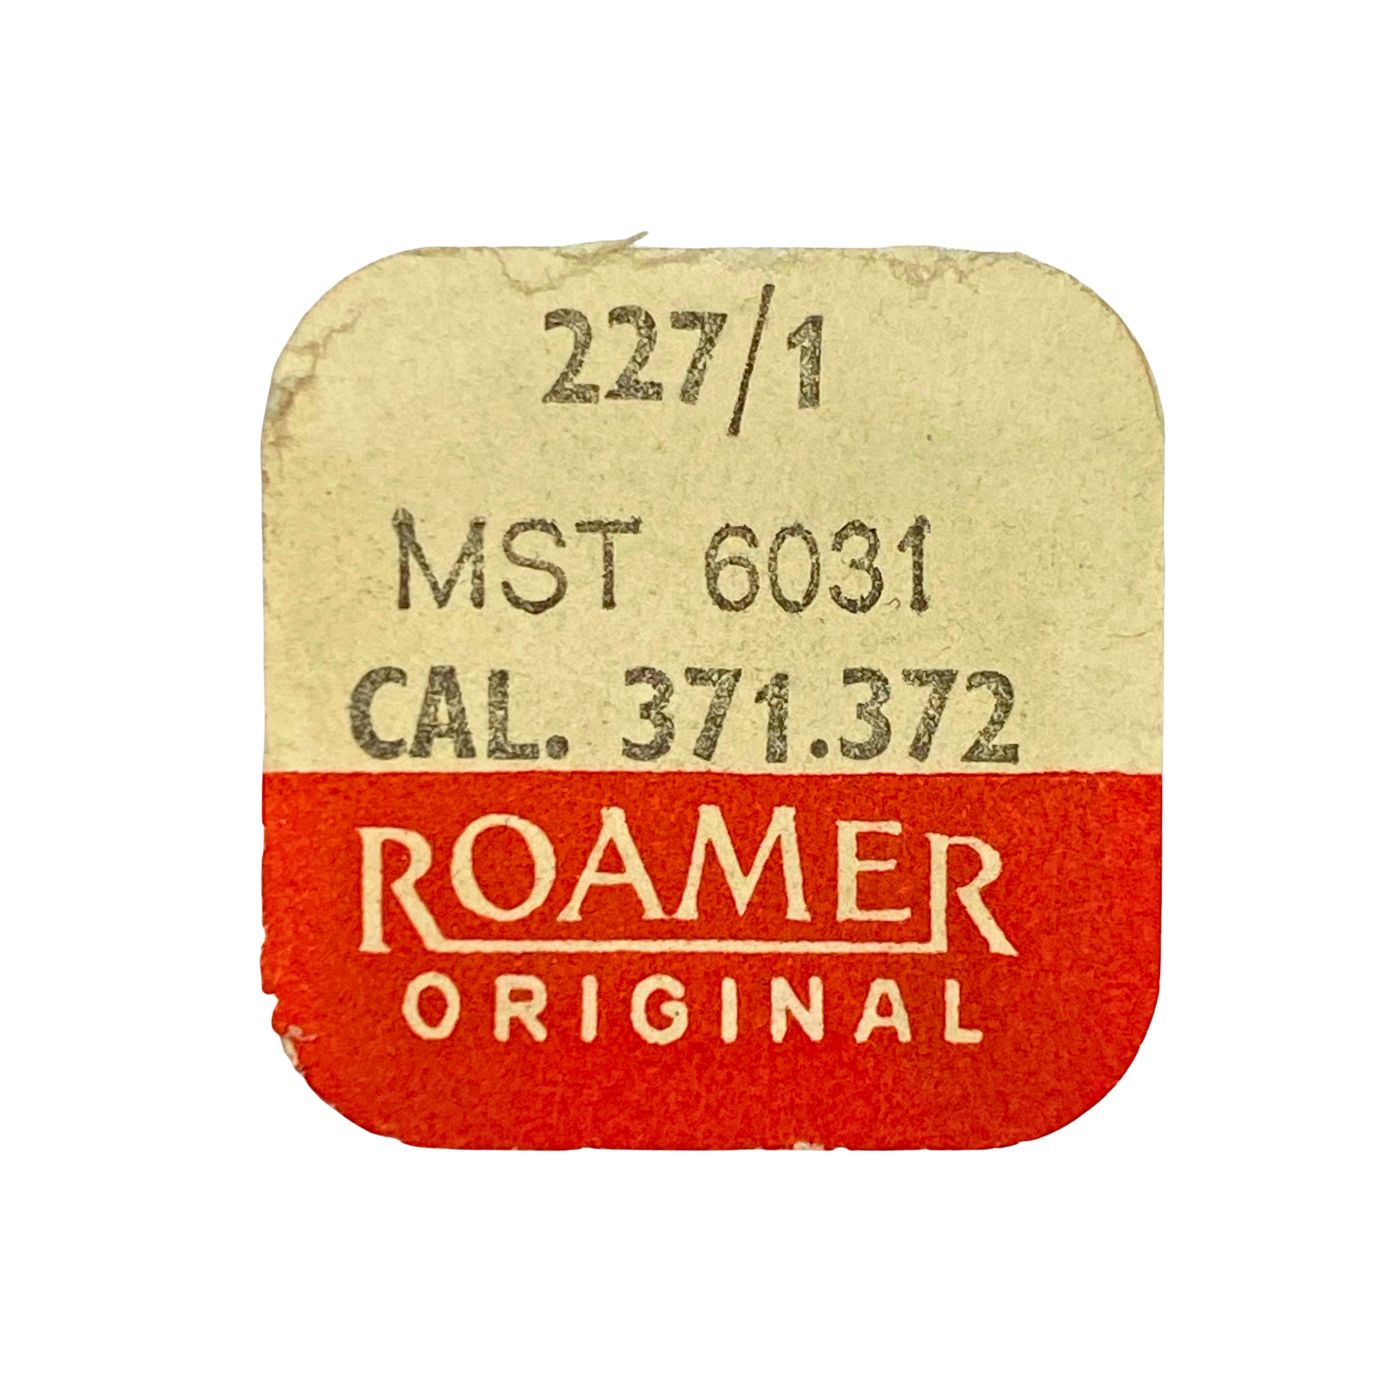 227/1
MST 6031
CAL. 371.372
ROAMER
ORIGINAL